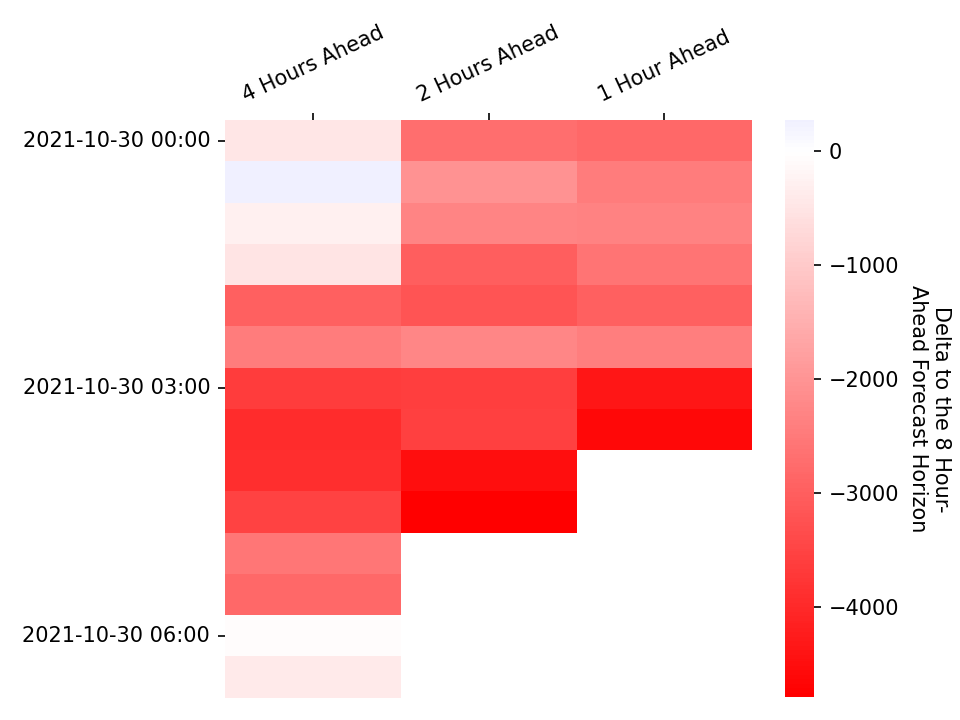 4 Hours Ahead
2 Hours Ahead
1 Hour Ahead
2021-10-30 00:00
2021-10-30 03:00
2021-10-30 06:00
0
−1000
−2000
−3000
−4000
Delta to the 8 Hour-
Ahead Forecast Horizon